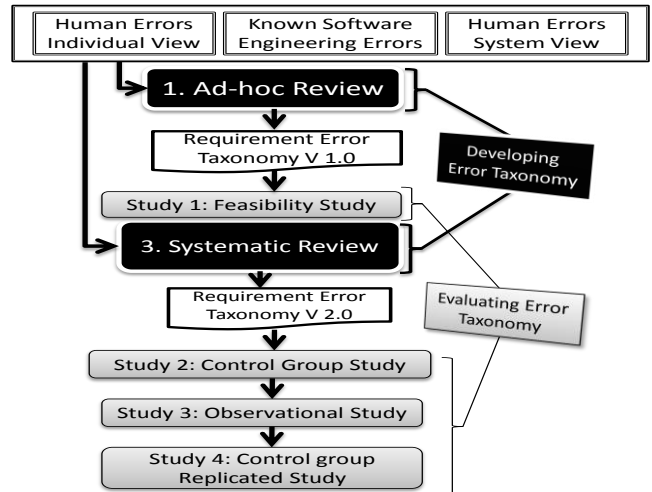 Human Errors
Individual View
Known Software
Engineering Errors
Human Errors
System View
1. Ad-hoc Review
Requirement Error
Taxonomy V 1.0
Developing
Error Taxonomy
Study 1: Feasibility Study
3. Systematic Review
Requirement Error
Taxonomy V 2.0
Evaluating Error
Taxonomy
Study 2: Control Group Study
Study 3: Observational Study
Study 4: Control group
Replicated Study